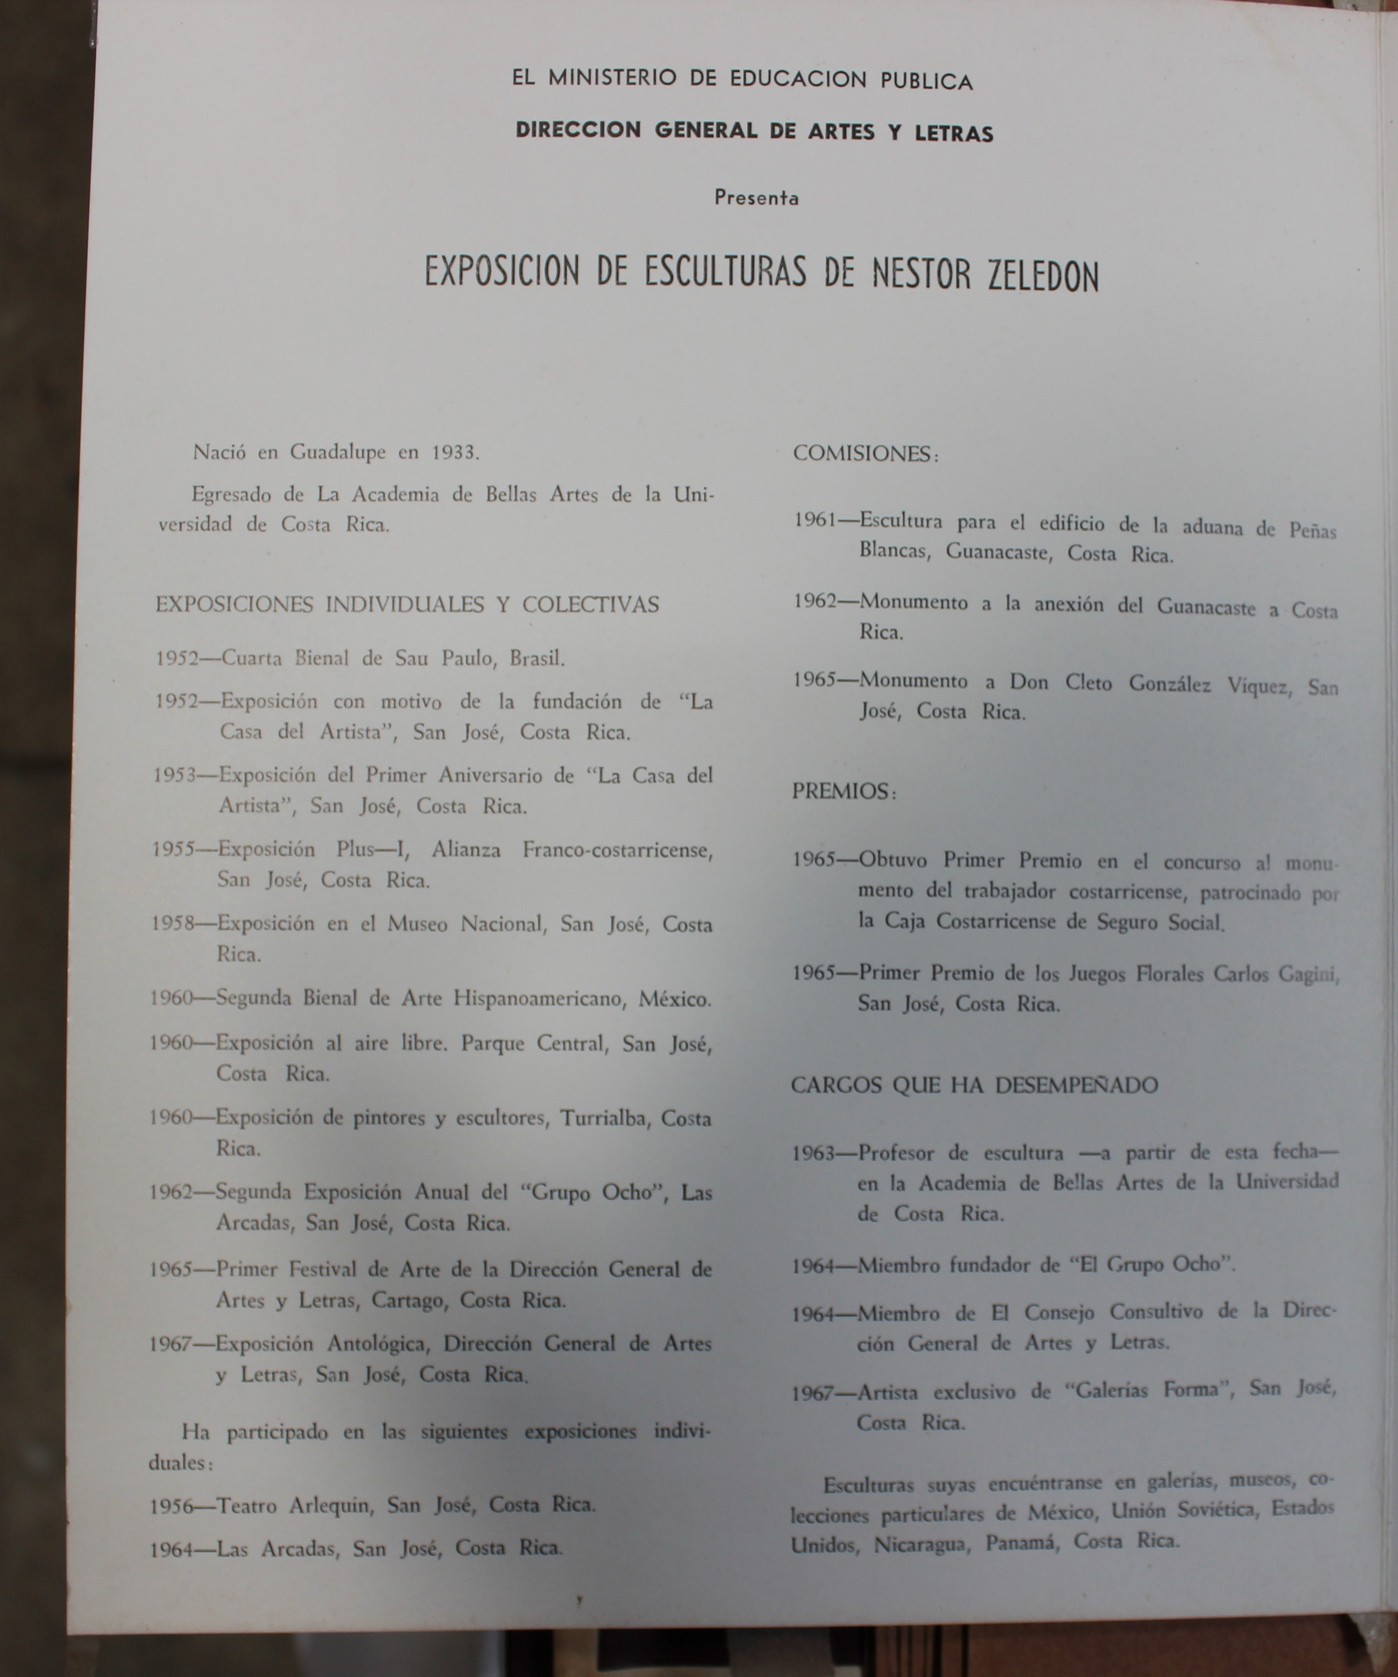 EL MINISTERIO DE EDUCACION PUBLICA
DIRECCION GENERAL DE ARTES Y LETRAS
Presenta
EXPOSICION DE ESCULTURAS DE NESTOR ZELEDON
Nació en Guadalupe en 1933.
Egresado de La Academia de Bellas Artes de la Uni-
versidad de Costa Rica.
EXPOSICIONES INDIVIDUALES Y COLECTIVAS
1952—Cuarta Bienal de Sau Paulo, Brasil.
1952—Exposición con motivo de la fundación de “La
Casa del Artista”, San José, Costa Rica.
1953—Exposición del Primer Aniversario de “La Casa del
Artista”, San José, Costa Rica.
1955—Exposición Plus—I, Alianza Franco-costarricense,
San José, Costa Rica.
1958—Exposición en el Museo Nacional, San José, Costa
Rica.
1960—Segunda Bienal de Arte Hispanoamericano, México.
1960—Exposición al aire libre. Parque Central, San José,
Costa Rica.
1960—Exposición de pintores y escultores, Turrialba, Costa
Rica.
1962—Segunda Exposición Anual del “Grupo Ocho”, Las
Arcadas, San José, Costa Rica.
1965—Primer Festival de Arte de la Dirección General de
Artes y Letras, Cartago, Costa Rica.
1967—Exposición Antológica, Dirección General de Artes
y Letras, San José, Costa Rica.
Ha participado en las siguientes exposiciones indivi-
duales:
1956—Teatro Arlequín, San José, Costa Rica.
1964—Las Arcadas, San José, Costa Rica.
COMISIONES:
1961—Escultura para el edificio de la aduana de Peñas
Blancas, Guanacaste, Costa Rica.
1962—Monumento a la anexión del Guanacaste a Costa
Rica.
1965—Monumento a Don Cleto González Víquez, San
José, Costa Rica.
PREMIOS:
1965—Obtuvo Primer Premio en el concurso al monu-
mento del trabajador costarricense, patrocinado por
la Caja Costarricense de Seguro Social.
1965—Primer Premio de los Juegos Florales Carlos Gagini,
San José, Costa Rica.
CARGOS QUE HA DESEMPEÑADO
1963—Profesor de escultura —a partir de esta fecha—
en la Academia de Bellas Artes de la Universidad
de Costa Rica.
1964—Miembro fundador de “El Grupo Ocho”.
1964—Miembro de El Consejo Consultivo de la Direc-
ción General de Artes y Letras.
1967—Artista exclusivo de “Galerías Forma”, San José,
Costa Rica.
Esculturas suyas encuéntranse en galerías, museos, co-
lecciones particulares de México, Unión Soviética, Estados
Unidos, Nicaragua, Panamá, Costa Rica.